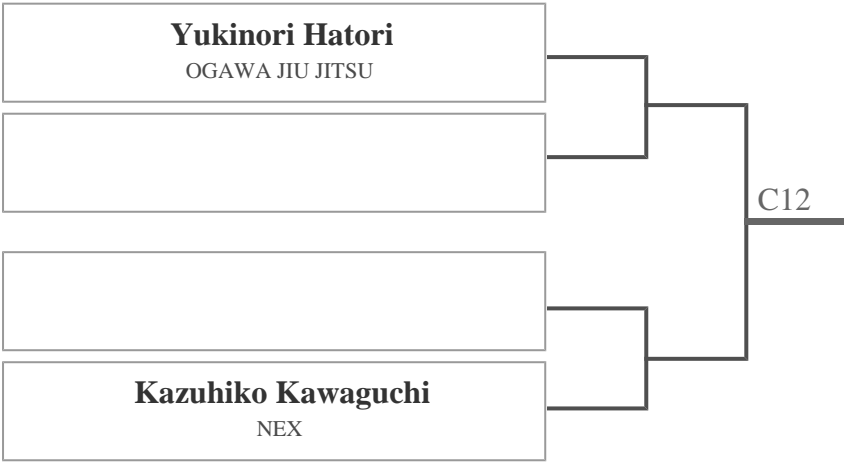 Yukinori Hatori
OGAWA JIU JITSU
C12
Kazuhiko Kawaguchi
NEX